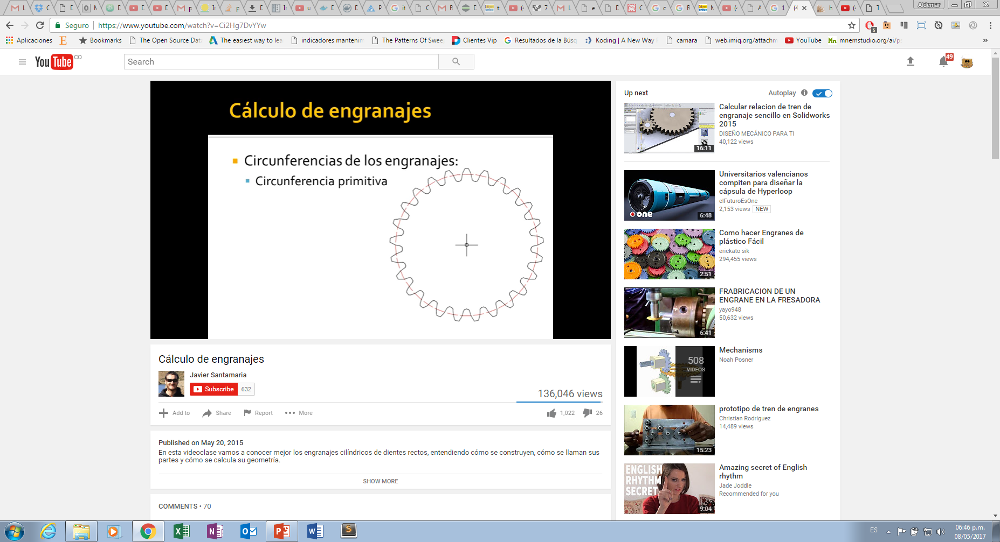 Aldemar
Seguro
https://www.youtube.com/watch?v=Ci2Hg7DvYYw
5
Aplicaciones
Bookmarks
The Open Source Dat
The easiest way to lea
indicadores mantenim
The Patterns Of Sweep
Clientes Vip
Resultados de la Búsq
Koding | A New Way
camara
web.imiq.org/attachm
YouTube
mnemstudio.org/ai/p
»
YouTube CO
Search
49
Cálculo de engranajes
Circunferencias de los engranajes:
Circunferencia primitiva
Cálculo de engranajes
Javier Santamaria
Subscribe 632
136,046 views
Add to
Share
Report
More
1,022
26
Published on May 20, 2015
En esta videoclase vamos a conocer mejor los engranajes cilíndricos de dientes rectos, entendiendo cómo se construyen, cómo se llaman sus
partes y cómo se calcula su geometría.
SHOW MORE
COMMENTS • 70
Up next
Autoplay
Calcular relacion de tren de
engranaje sencillo en Solidworks
2015
DISEÑO MECÁNICO PARA TI
40,122 views
16:11
Universitarios valencianos
compiten para diseñar la
cápsula de Hyperloop
elFuturoEsOne
2,153 views NEW
one
6:48
Como hacer Engranes de
plástico Fácil
erickato sik
294,455 views
2:51
FRABRICACION DE UN
ENGRANE EN LA FRESADORA
yayo948
50,632 views
6:41
Mechanisms
Noah Posner
508
VIDEOS
prototipo de tren de engranes
Christian Rodriguez
14,489 views
15:23
Amazing secret of English
rhythm
Jade Joddle
Recommended for you
ENGLISH
RHYTHM
SECRET
9:04
ES
06:46 p.m.
08/05/2017